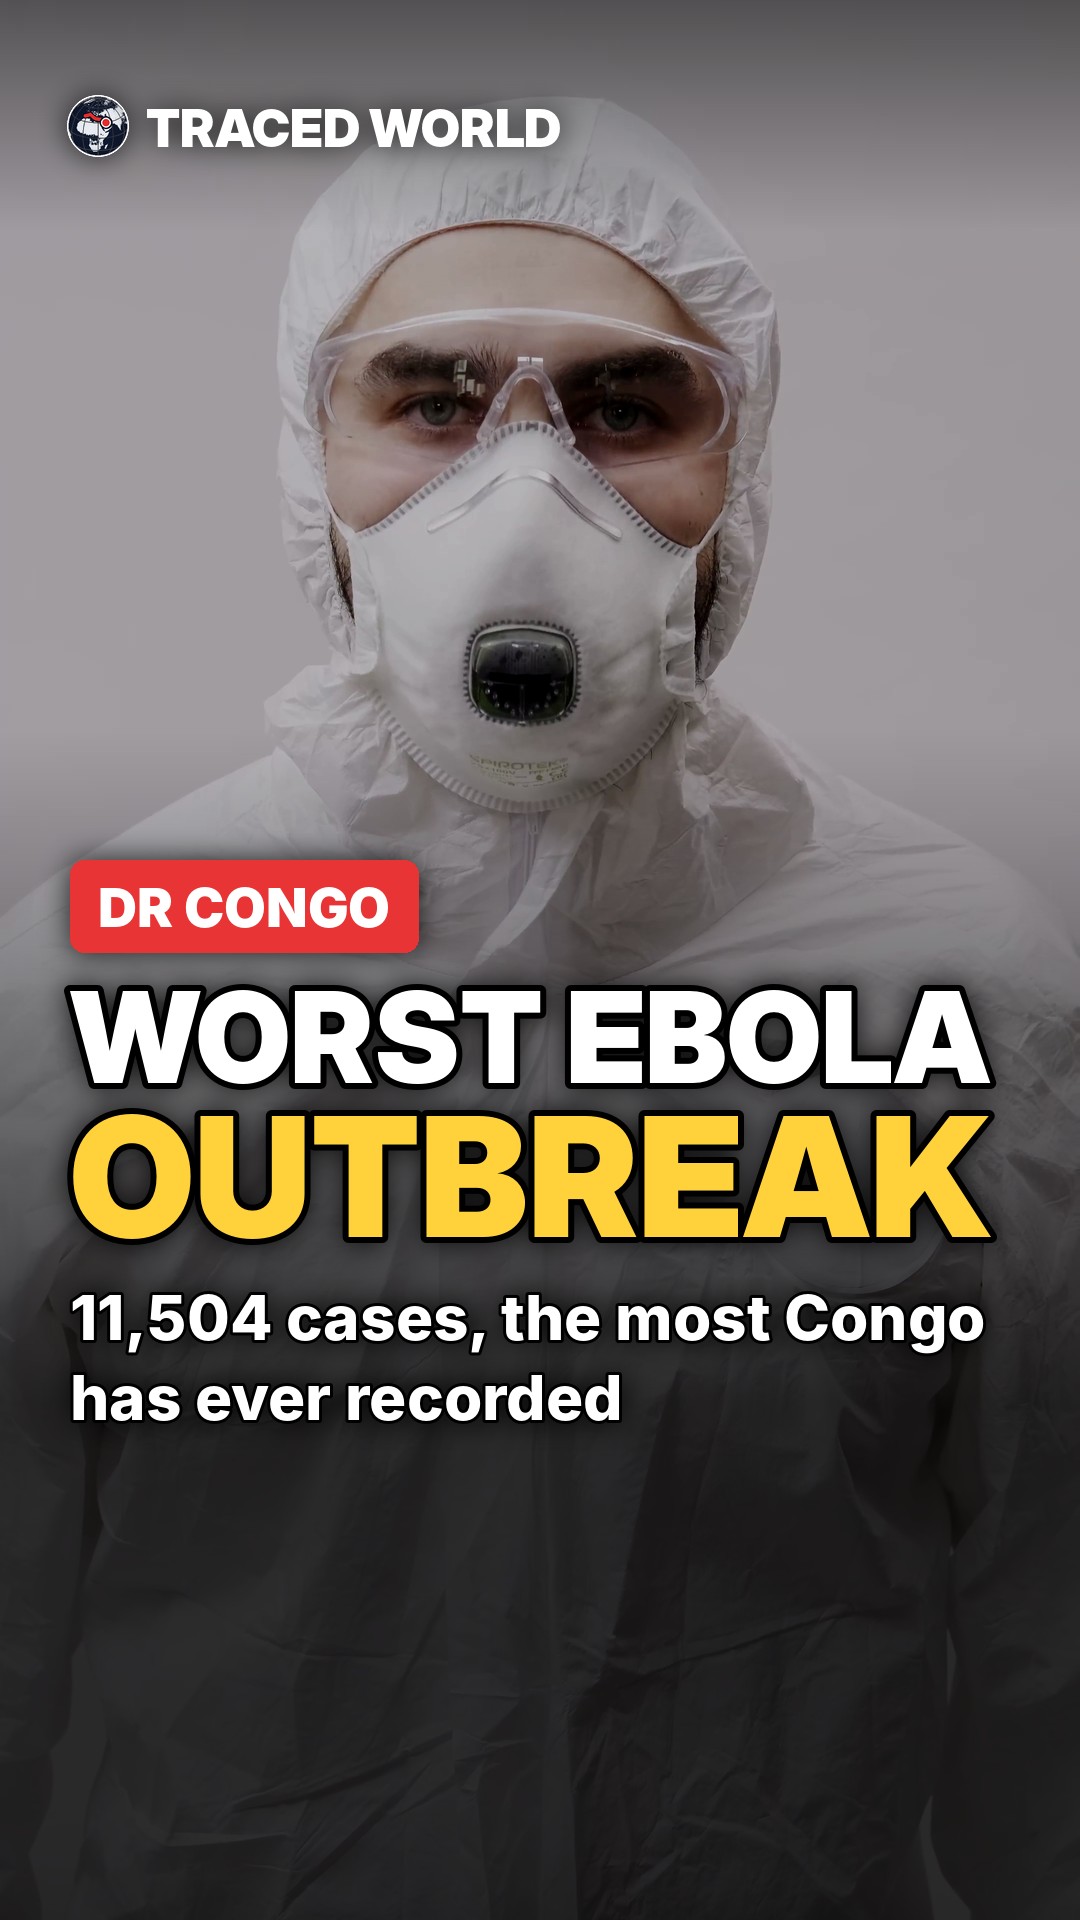 TRACED WORLD
DR CONGO
WORST EBOLA
OUTBREAK
11,504 cases, the most Congo
has ever recorded